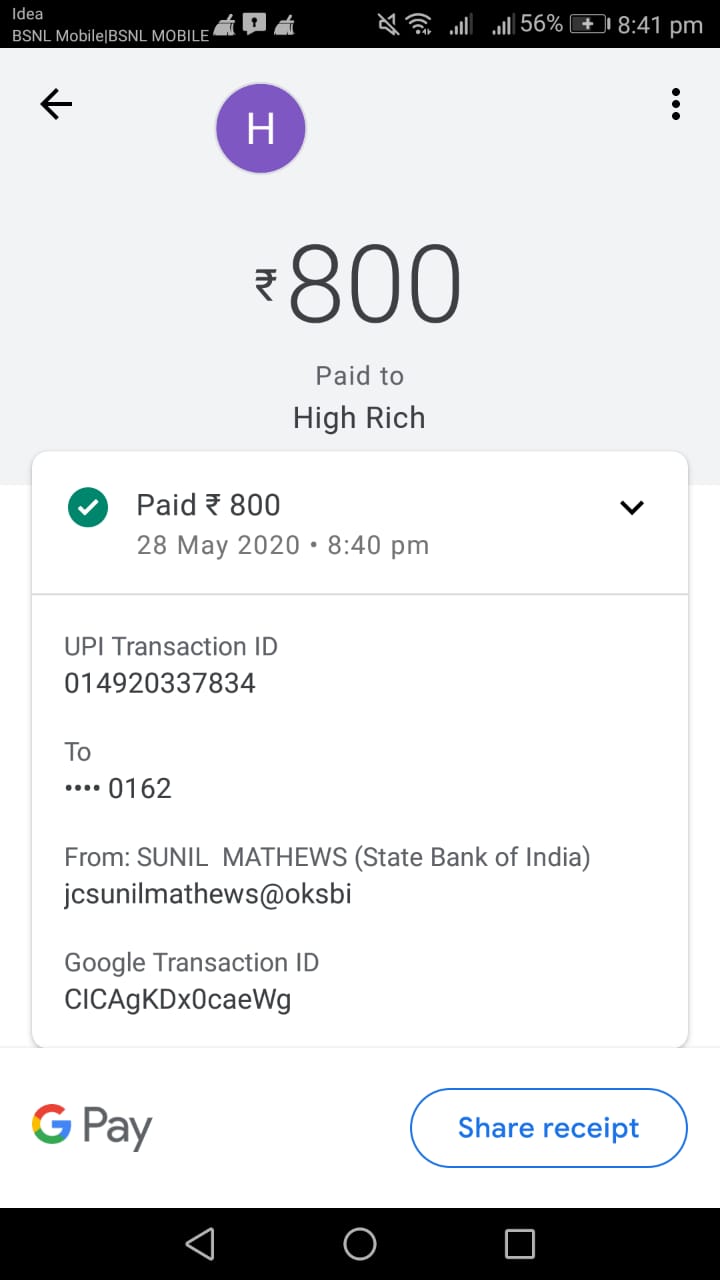 Idea
BSNL Mobile|BSNL MOBILE
56% 8:41 pm
H
₹800
Paid to
High Rich
Paid ₹ 800
28 May 2020 • 8:40 pm
UPI Transaction ID
014920337834
To
•••• 0162
From: SUNIL  MATHEWS (State Bank of India)
jcsunilmathews@oksbi
Google Transaction ID
CICAgKDx0caeWg
G Pay
Share receipt